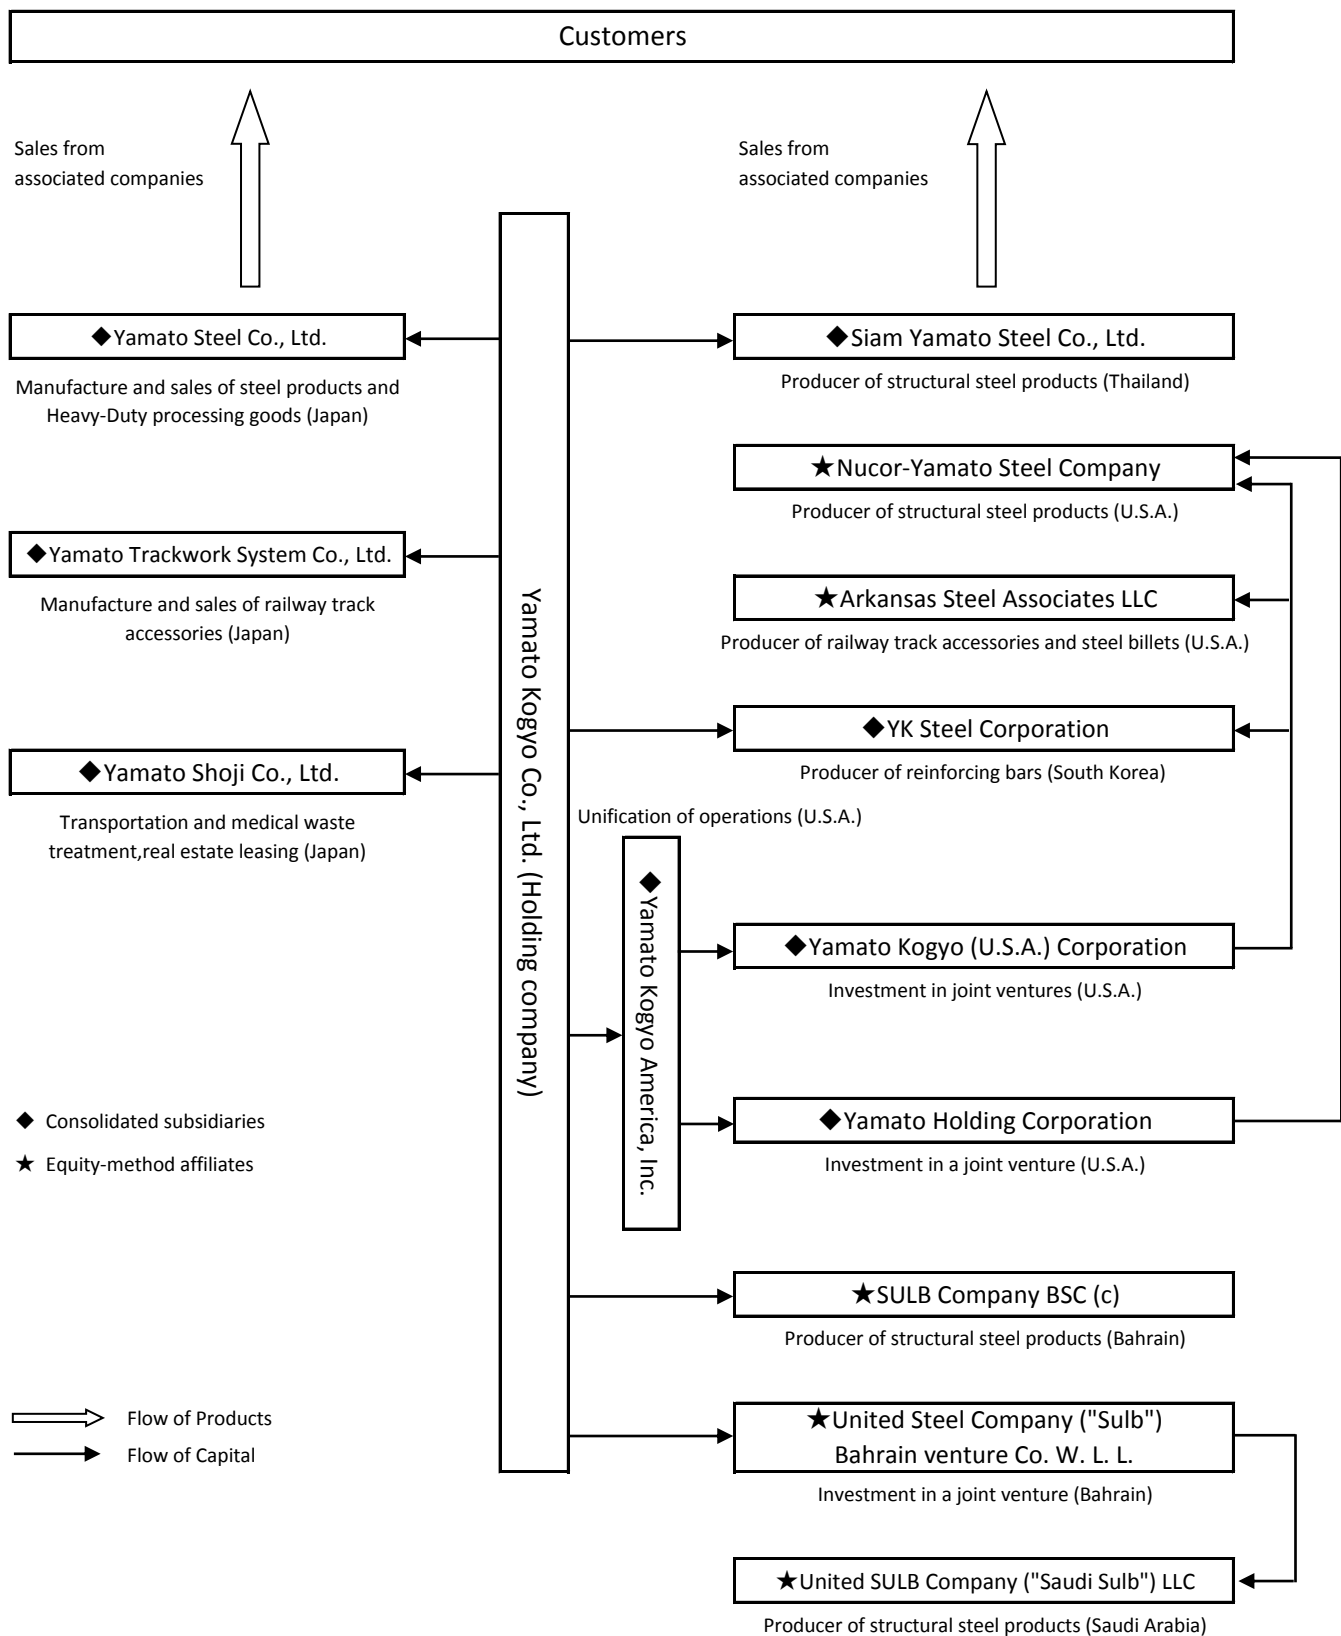 Customers
Sales from
associated companies
Sales from
associated companies
◆Yamato Steel Co., Ltd.
Manufacture and sales of steel products and
Heavy-Duty processing goods (Japan)
◆Yamato Trackwork System Co., Ltd.
Manufacture and sales of railway track
accessories (Japan)
◆Yamato Shoji Co., Ltd.
Transportation and medical waste
treatment,real estate leasing (Japan)
Yamato Kogyo Co., Ltd. (Holding company)
◆Siam Yamato Steel Co., Ltd.
Producer of structural steel products (Thailand)
★Nucor-Yamato Steel Company
Producer of structural steel products (U.S.A.)
★Arkansas Steel Associates LLC
Producer of railway track accessories and steel billets (U.S.A.)
◆YK Steel Corporation
Producer of reinforcing bars (South Korea)
Unification of operations (U.S.A.)
◆Yamato Kogyo America, Inc.
◆Yamato Kogyo (U.S.A.) Corporation
Investment in joint ventures (U.S.A.)
◆Yamato Holding Corporation
Investment in a joint venture (U.S.A.)
★SULB Company BSC (c)
Producer of structural steel products (Bahrain)
★United Steel Company ("Sulb")
Bahrain venture Co. W. L. L.
Investment in a joint venture (Bahrain)
★United SULB Company ("Saudi Sulb") LLC
Producer of structural steel products (Saudi Arabia)
◆ Consolidated subsidiaries
★ Equity-method affiliates
Flow of Products
Flow of Capital